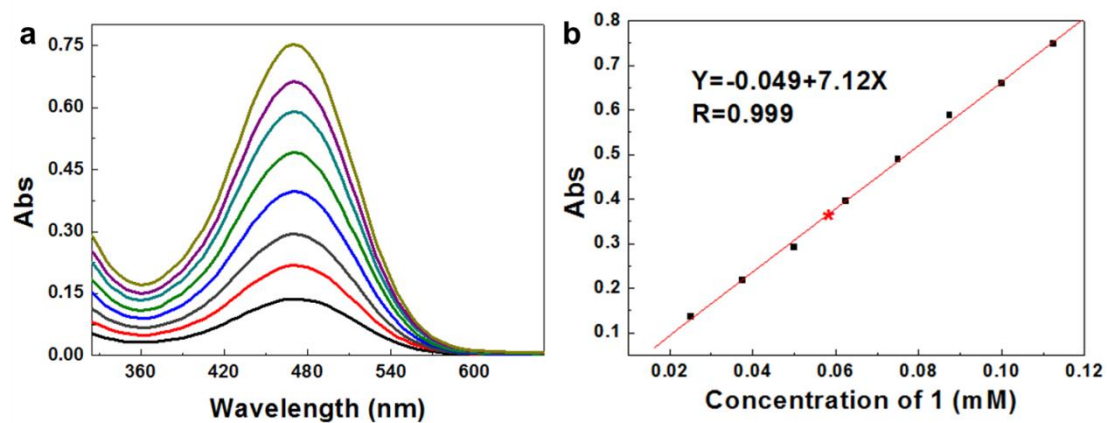 a
0.75
0.60
0.45
0.30
0.15
0.00
Abs
360 420 480 540 600
Wavelength (nm)
b
0.8
0.7
0.6
0.5
0.4
0.3
0.2
0.1
Abs
Y=-0.049+7.12X
R=0.999
*
0.02 0.04 0.06 0.08 0.10 0.12
Concentration of 1 (mM)